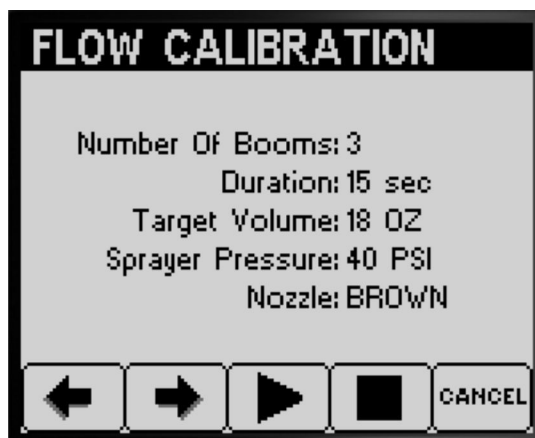 FLOW CALIBRATION
Number Of Booms: 3
Duration: 15 sec
Target Volume: 18 OZ
Sprayer Pressure: 40 PSI
Nozzle: BROWN
CANCEL